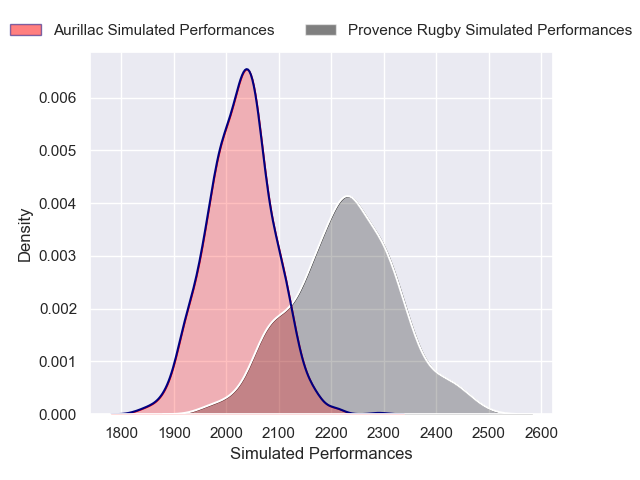 Aurillac Simulated Performances Provence Rugby Simulated Performances
0.006
0.005
0.004
0.003
0.002
0.001
0.000
Density
1800 1900 2000 2100 2200 2300 2400 2500 2600
Simulated Performances